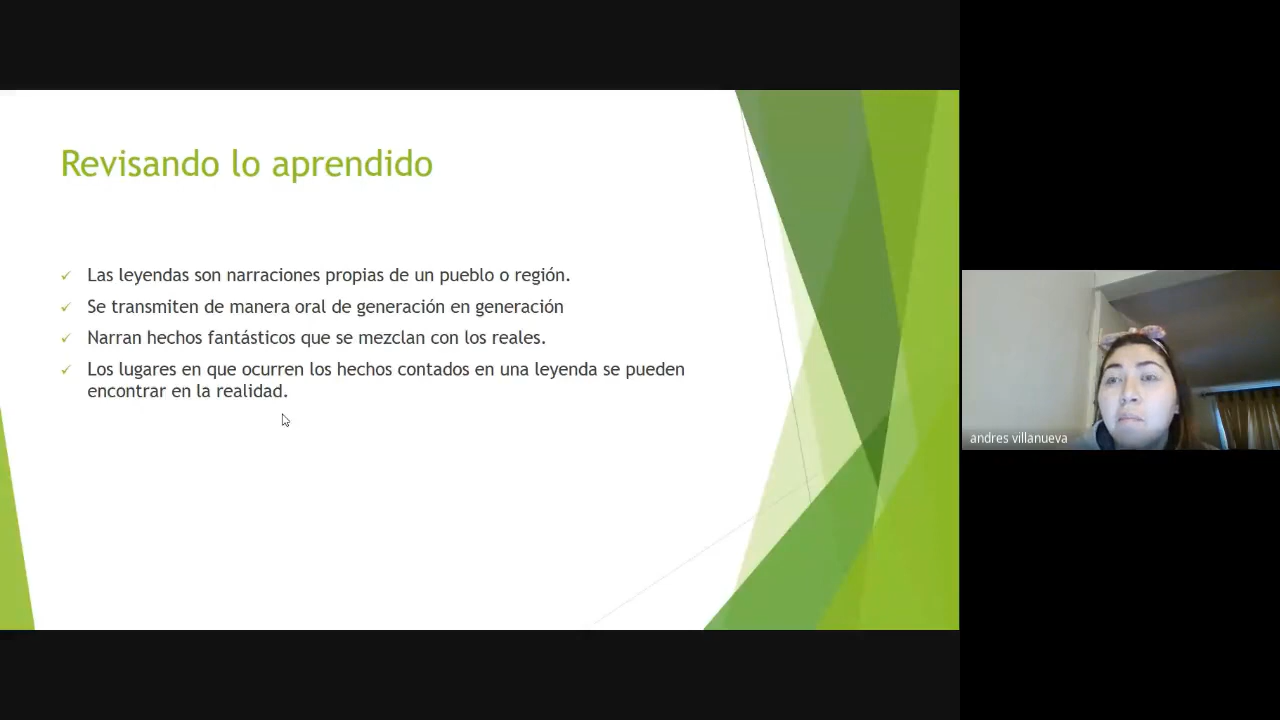 Revisando lo aprendido
Las leyendas son narraciones propias de un pueblo o región.
Se transmiten de manera oral de generación en generación
Narran hechos fantásticos que se mezclan con los reales.
Los lugares en que ocurren los hechos contados en una leyenda se pueden
encontrar en la realidad.
andres villanueva